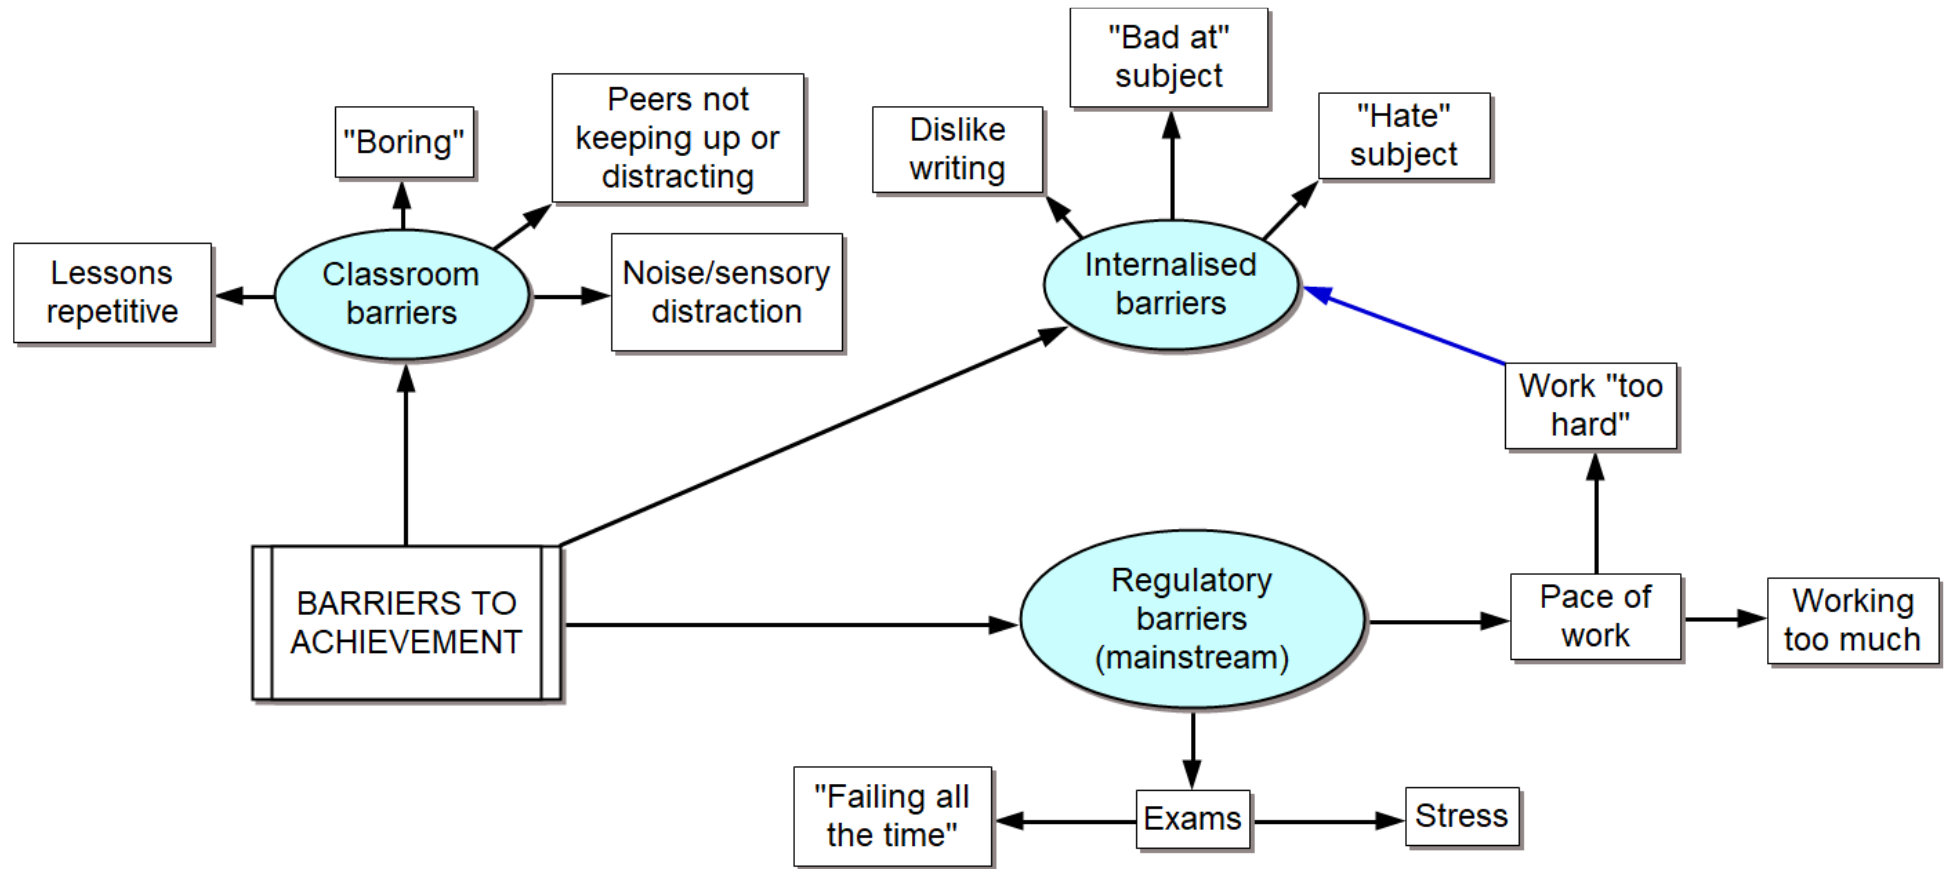 "Bad at"
subject
Peers not
keeping up or
distracting
"Boring"
Dislike
writing
"Hate"
subject
Lessons
repetitive
Classroom
barriers
Noise/sensory
distraction
Internalised
barriers
Work "too
hard"
BARRIERS TO
ACHIEVEMENT
Regulatory
barriers
(mainstream)
Pace of
work
Working
too much
"Failing all
the time"
Exams
Stress